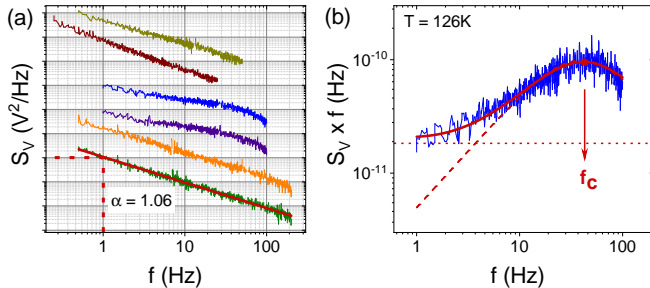 (a)
S_V (V²/Hz)
α = 1.06
1
10
100
f (Hz)
(b)
T = 126K
S_V x f (Hz)
10⁻¹⁰
10⁻¹¹
f_c
1
10
100
f (Hz)